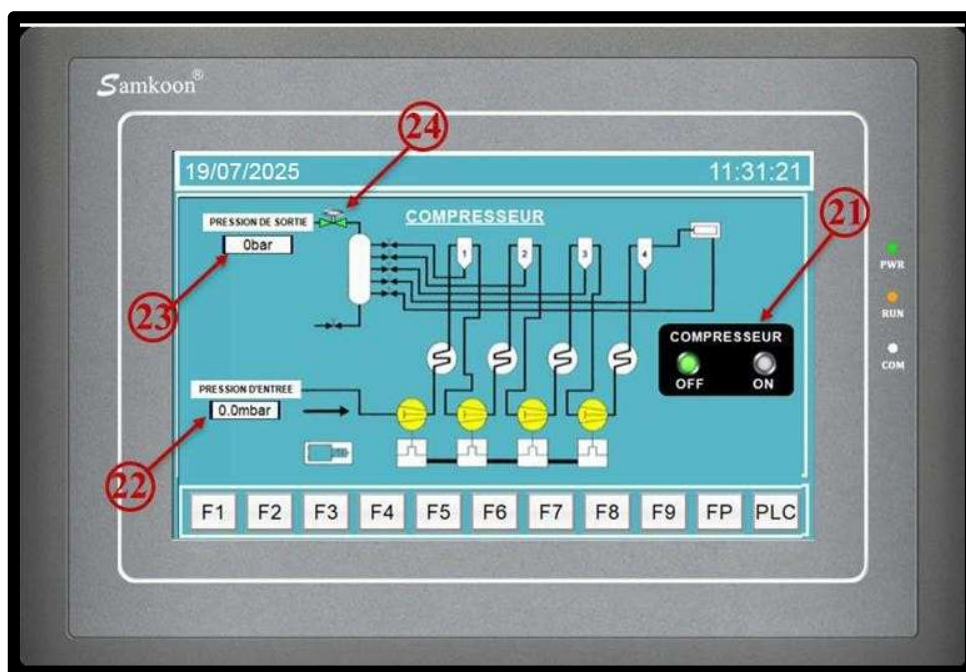 Samkoon®
24
19/07/2025 11:31:21
PRESSION DE SORTIE
COMPRESSEUR
21
0bar
1 2 3 4
PWR
23
RUN
COMPRESSEUR
COM
OFF ON
PRESSION D'ENTREE
0.0mbar
22
F1 F2 F3 F4 F5 F6 F7 F8 F9 FP PLC